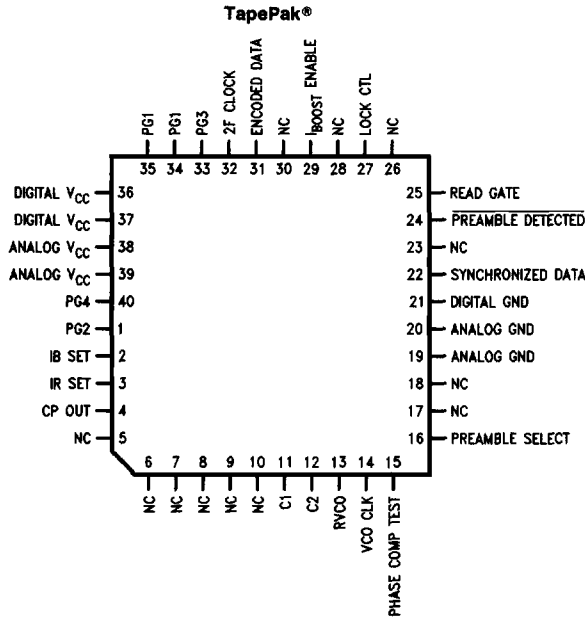 TapePak®
PG1
PG1
PG3
2F CLOCK
ENCODED DATA
NC
IBOOST ENABLE
NC
LOCK CTL
NC
35 34 33 32 31 30 29 28 27 26
DIGITAL VCC 36
DIGITAL VCC 37
ANALOG VCC 38
ANALOG VCC 39
PG4 40
PG2 1
IB SET 2
IR SET 3
CP OUT 4
NC 5
25 READ GATE
24 PREAMBLE DETECTED
23 NC
22 SYNCHRONIZED DATA
21 DIGITAL GND
20 ANALOG GND
19 ANALOG GND
18 NC
17 NC
16 PREAMBLE SELECT
6 7 8 9 10 11 12 13 14 15
NC
NC
NC
NC
NC
C1
C2
RVCO
VCO CLK
PHASE COMP TEST